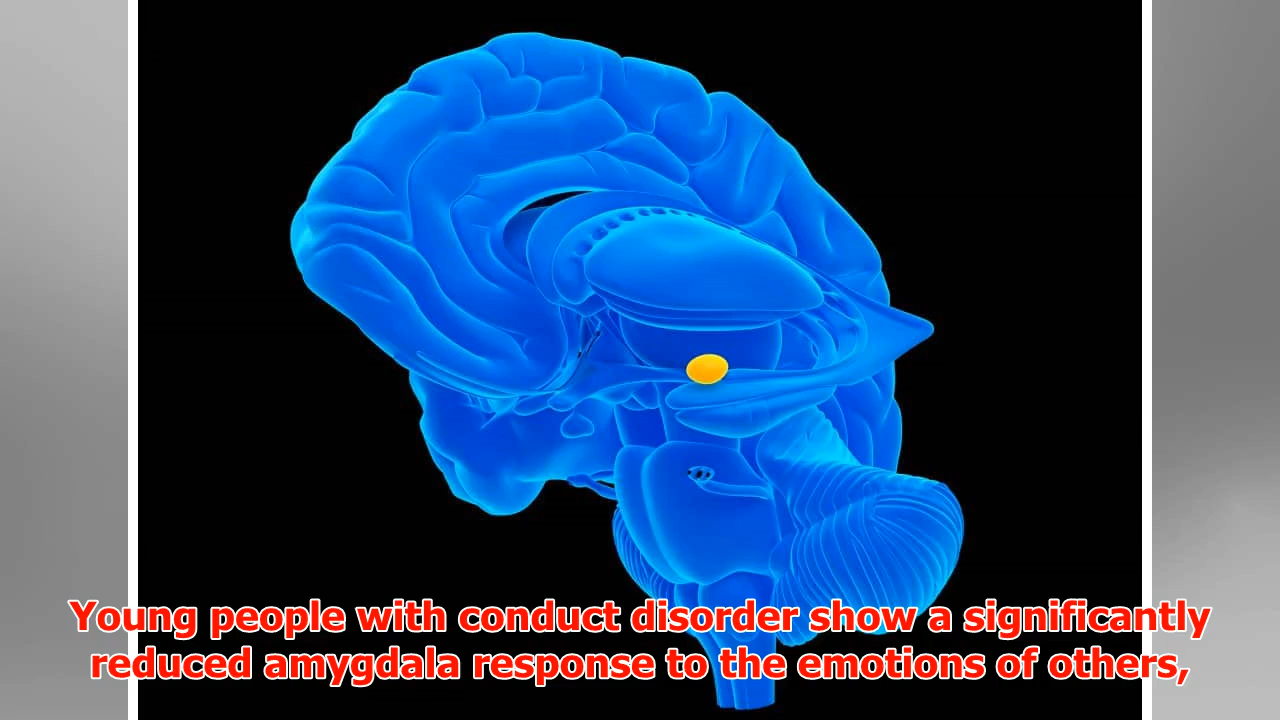 Young people with conduct disorder show a significantly
reduced amygdala response to the emotions of others,